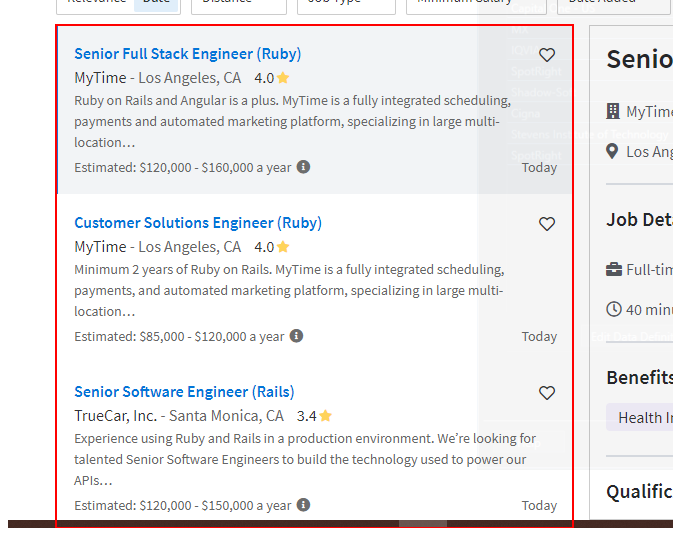 Relevance Date Distance Job Type Minimum Salary Date Added
Senior Full Stack Engineer (Ruby)
MyTime - Los Angeles, CA 4.0
Ruby on Rails and Angular is a plus. MyTime is a fully integrated scheduling,
payments and automated marketing platform, specializing in large multi-
location…
Estimated: $120,000 - $160,000 a year
Today
Customer Solutions Engineer (Ruby)
MyTime - Los Angeles, CA 4.0
Minimum 2 years of Ruby on Rails. MyTime is a fully integrated scheduling,
payments, and automated marketing platform, specializing in large multi-
location…
Estimated: $85,000 - $120,000 a year
Today
Senior Software Engineer (Rails)
TrueCar, Inc. - Santa Monica, CA 3.4
Experience using Ruby and Rails in a production environment. We’re looking for
talented Senior Software Engineers to build the technology used to power our
APIs…
Estimated: $120,000 - $150,000 a year
Today
Senio
MyTime
Los Ang
Job Deta
Full-tim
40 minu
Benefits
Health In
Qualific